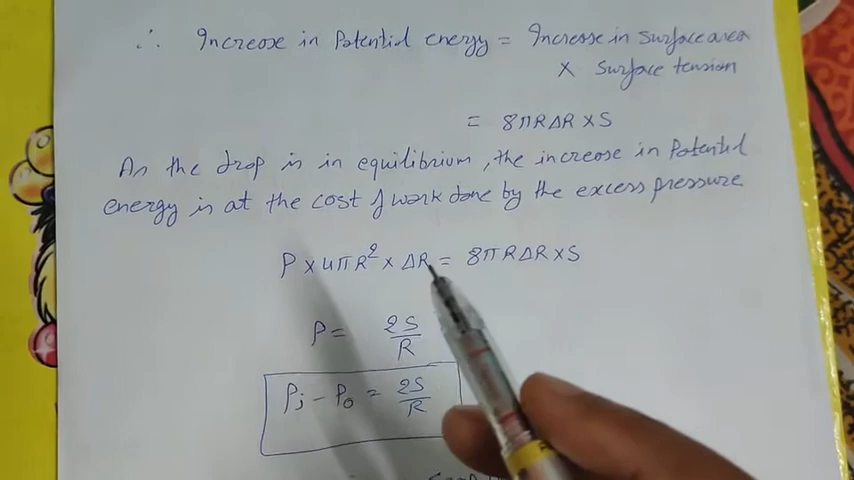 ∴ Increase in Potential energy = Increase in surface area
× surface tension
= 8πRΔR × S
As the drop is in equilibrium, the increase in Potential
energy is at the cost of work done by the excess pressure
P × 4πR² × ΔR = 8πRΔR × S
P = 2S/R
Pi - Po = 2S/R